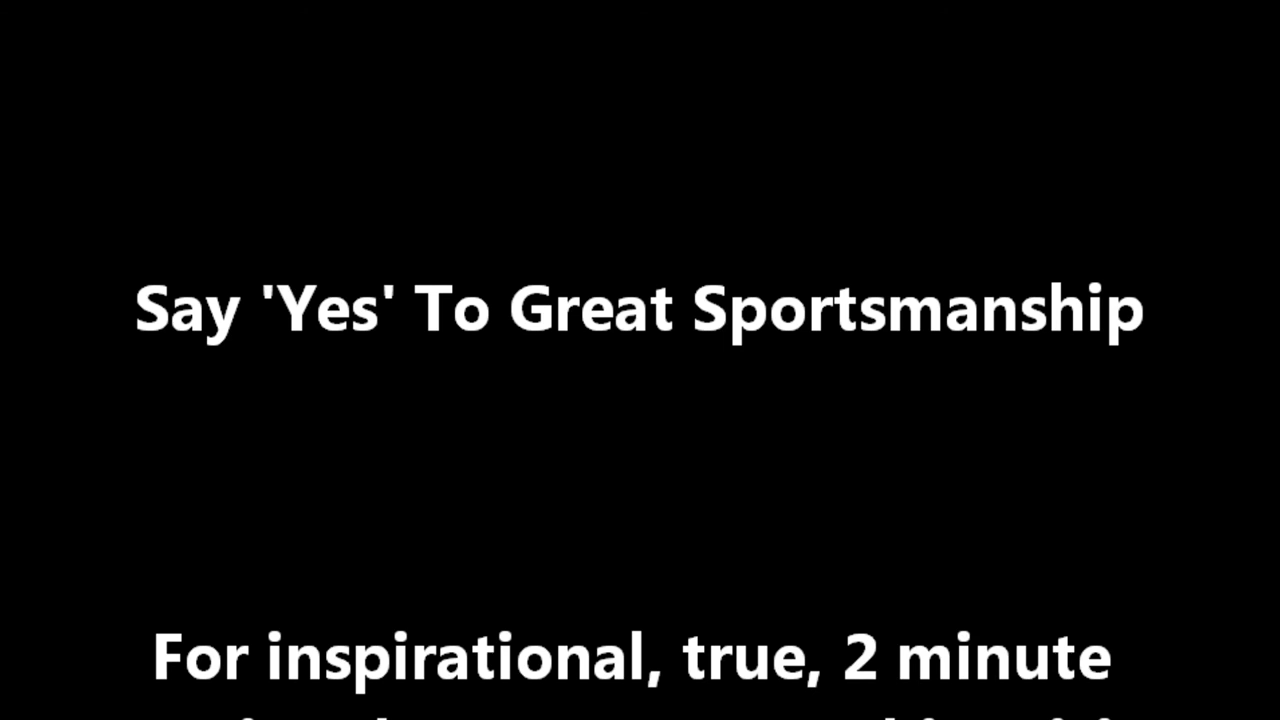 Say 'Yes' To Great Sportsmanship
For inspirational, true, 2 minute